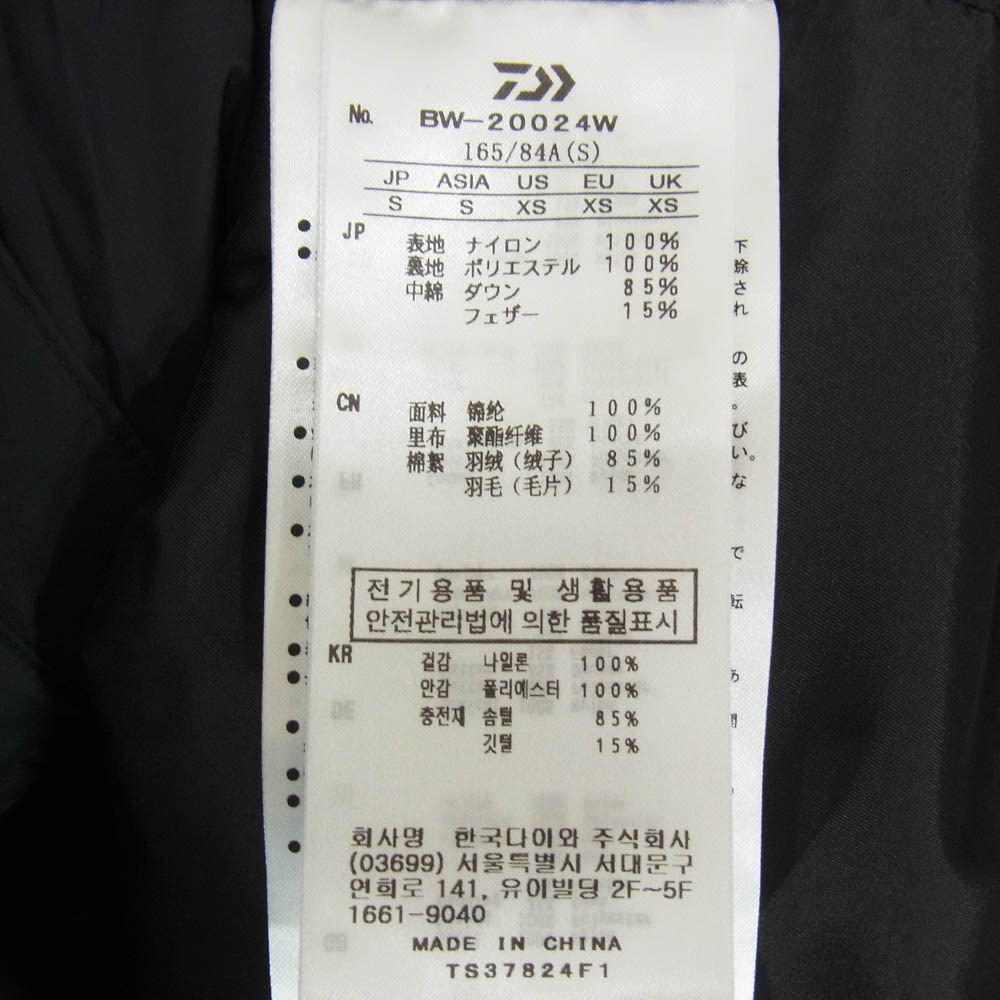 No. BW-20024W
165/84A(S)
JP ASIA US EU UK
S S XS XS XS
JP 表地 ナイロン 100%
裏地 ポリエステル 100%
中綿 ダウン 85%
フェザー 15%
CN 面料 锦纶 100%
里布 聚酯纤维 100%
棉絮 羽绒(绒子) 85%
羽毛(毛片) 15%
전기용품 및 생활용품
안전관리법에 의한 품질표시
KR 겉감 나일론 100%
안감 폴리에스터 100%
충전재 솜털 85%
깃털 15%
회사명 한국다이와 주식회사
(03699) 서울특별시 서대문구
연희로 141, 유이빌딩 2F~5F
1661-9040
MADE IN CHINA
TS37824F1